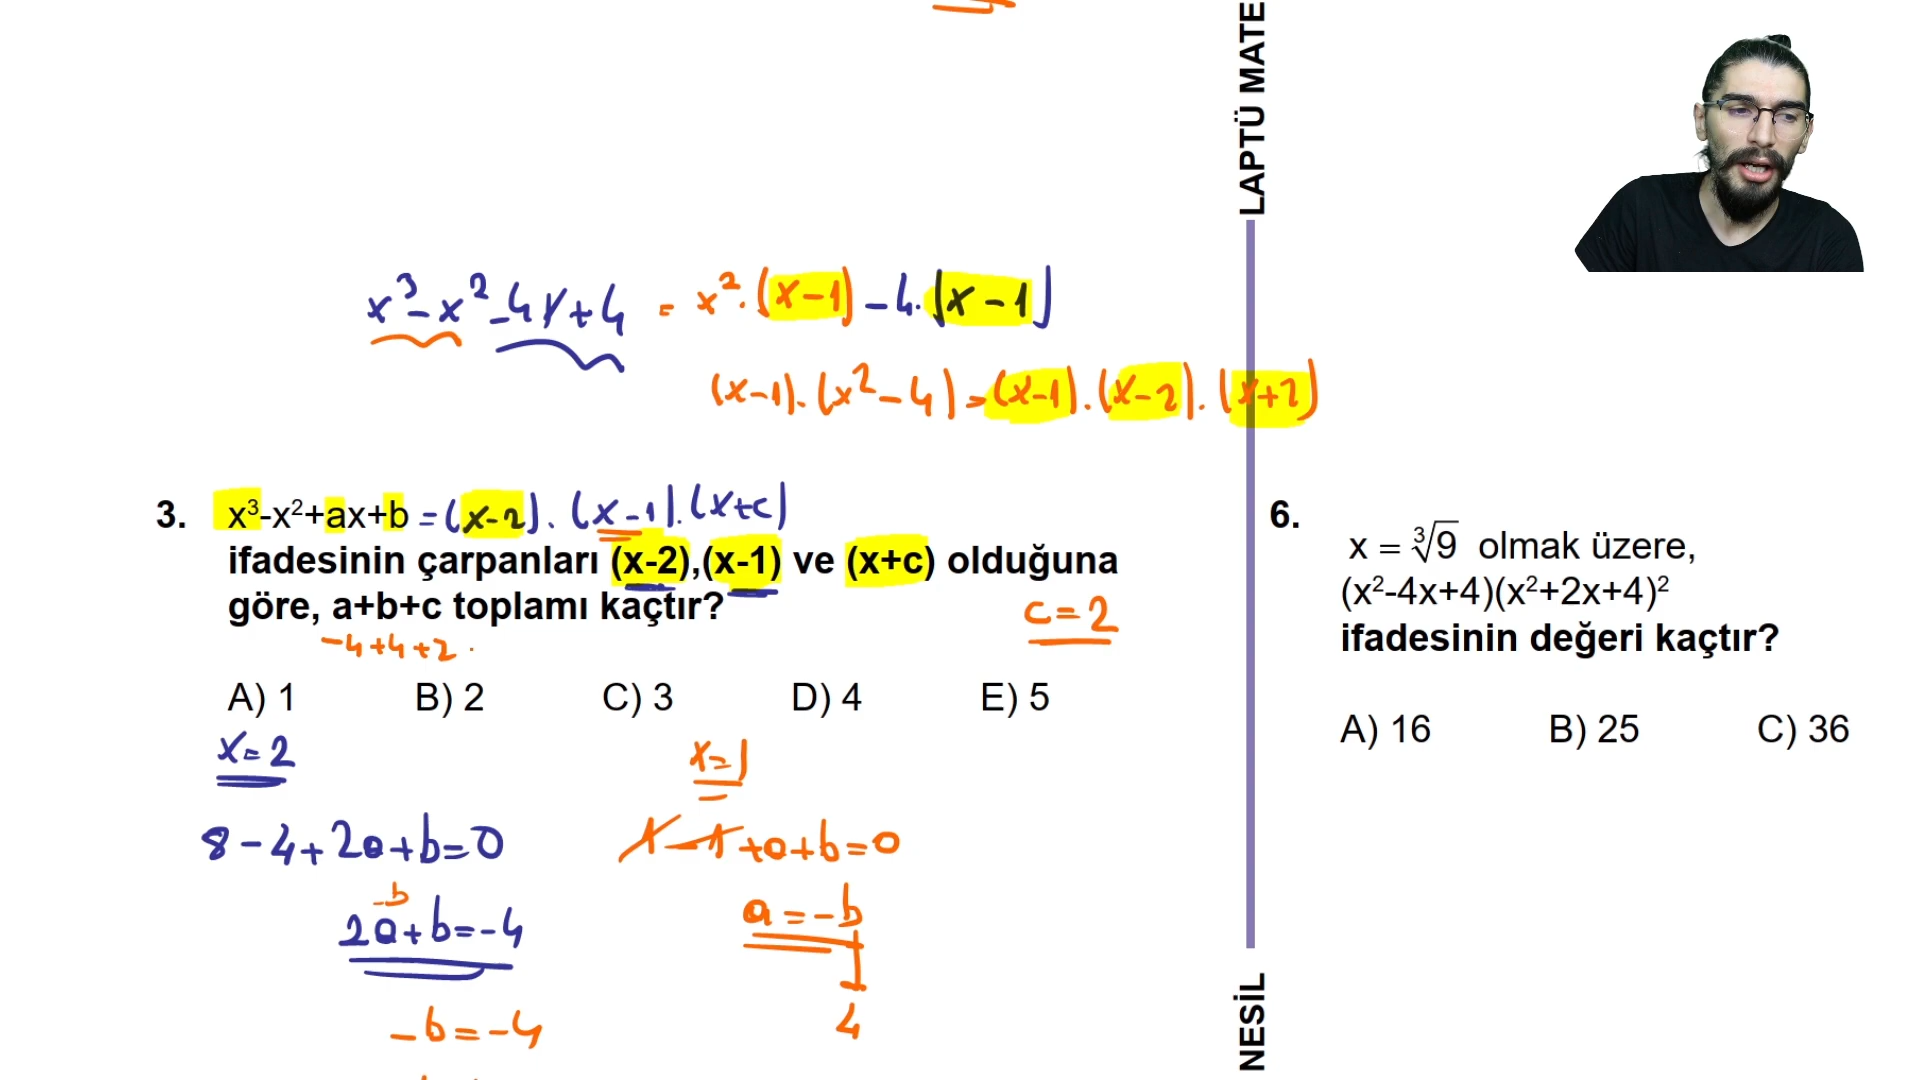 x³-x²-4x+4 = x².(x-1)-4.(x-1)
(x-1).(x²-4)=(x-1).(x-2).(x+2)
3. x³-x²+ax+b =(x-2).(x-1).(x+c)
ifadesinin çarpanları (x-2),(x-1) ve (x+c) olduğuna
göre, a+b+c toplamı kaçtır?
c=2
-4+4+2
A) 1 B) 2 C) 3 D) 4 E) 5
x=2
8-4+2a+b=0
-b
2a+b=-4
-b=-4
x=1
1-1+a+b=0
a=-b
4
LAPTÜ MATE
NESİL
6. x = ³√9 olmak üzere,
(x²-4x+4)(x²+2x+4)²
ifadesinin değeri kaçtır?
A) 16 B) 25 C) 36